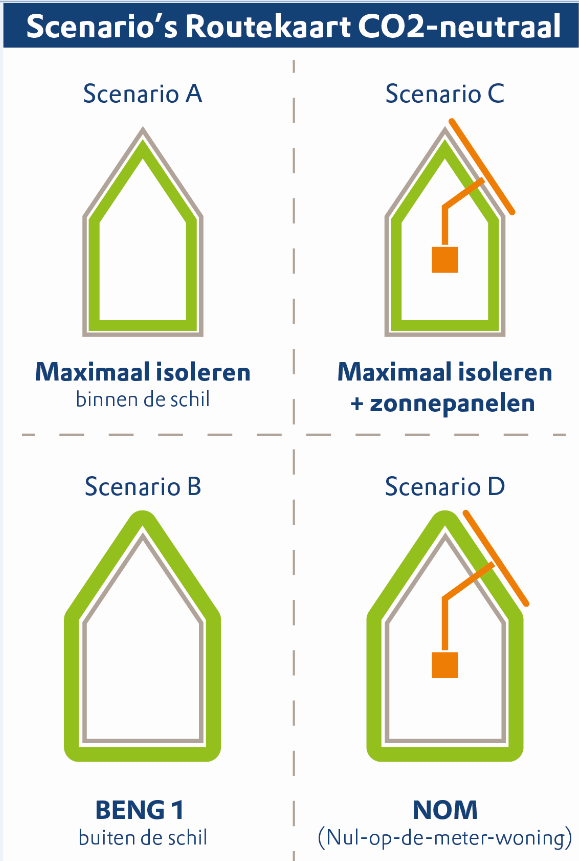 Scenario's Routekaart CO2-neutraal
Scenario A
Maximaal isoleren
binnen de schil
Scenario C
Maximaal isoleren
+ zonnepanelen
Scenario B
BENG 1
buiten de schil
Scenario D
NOM
(Nul-op-de-meter-woning)